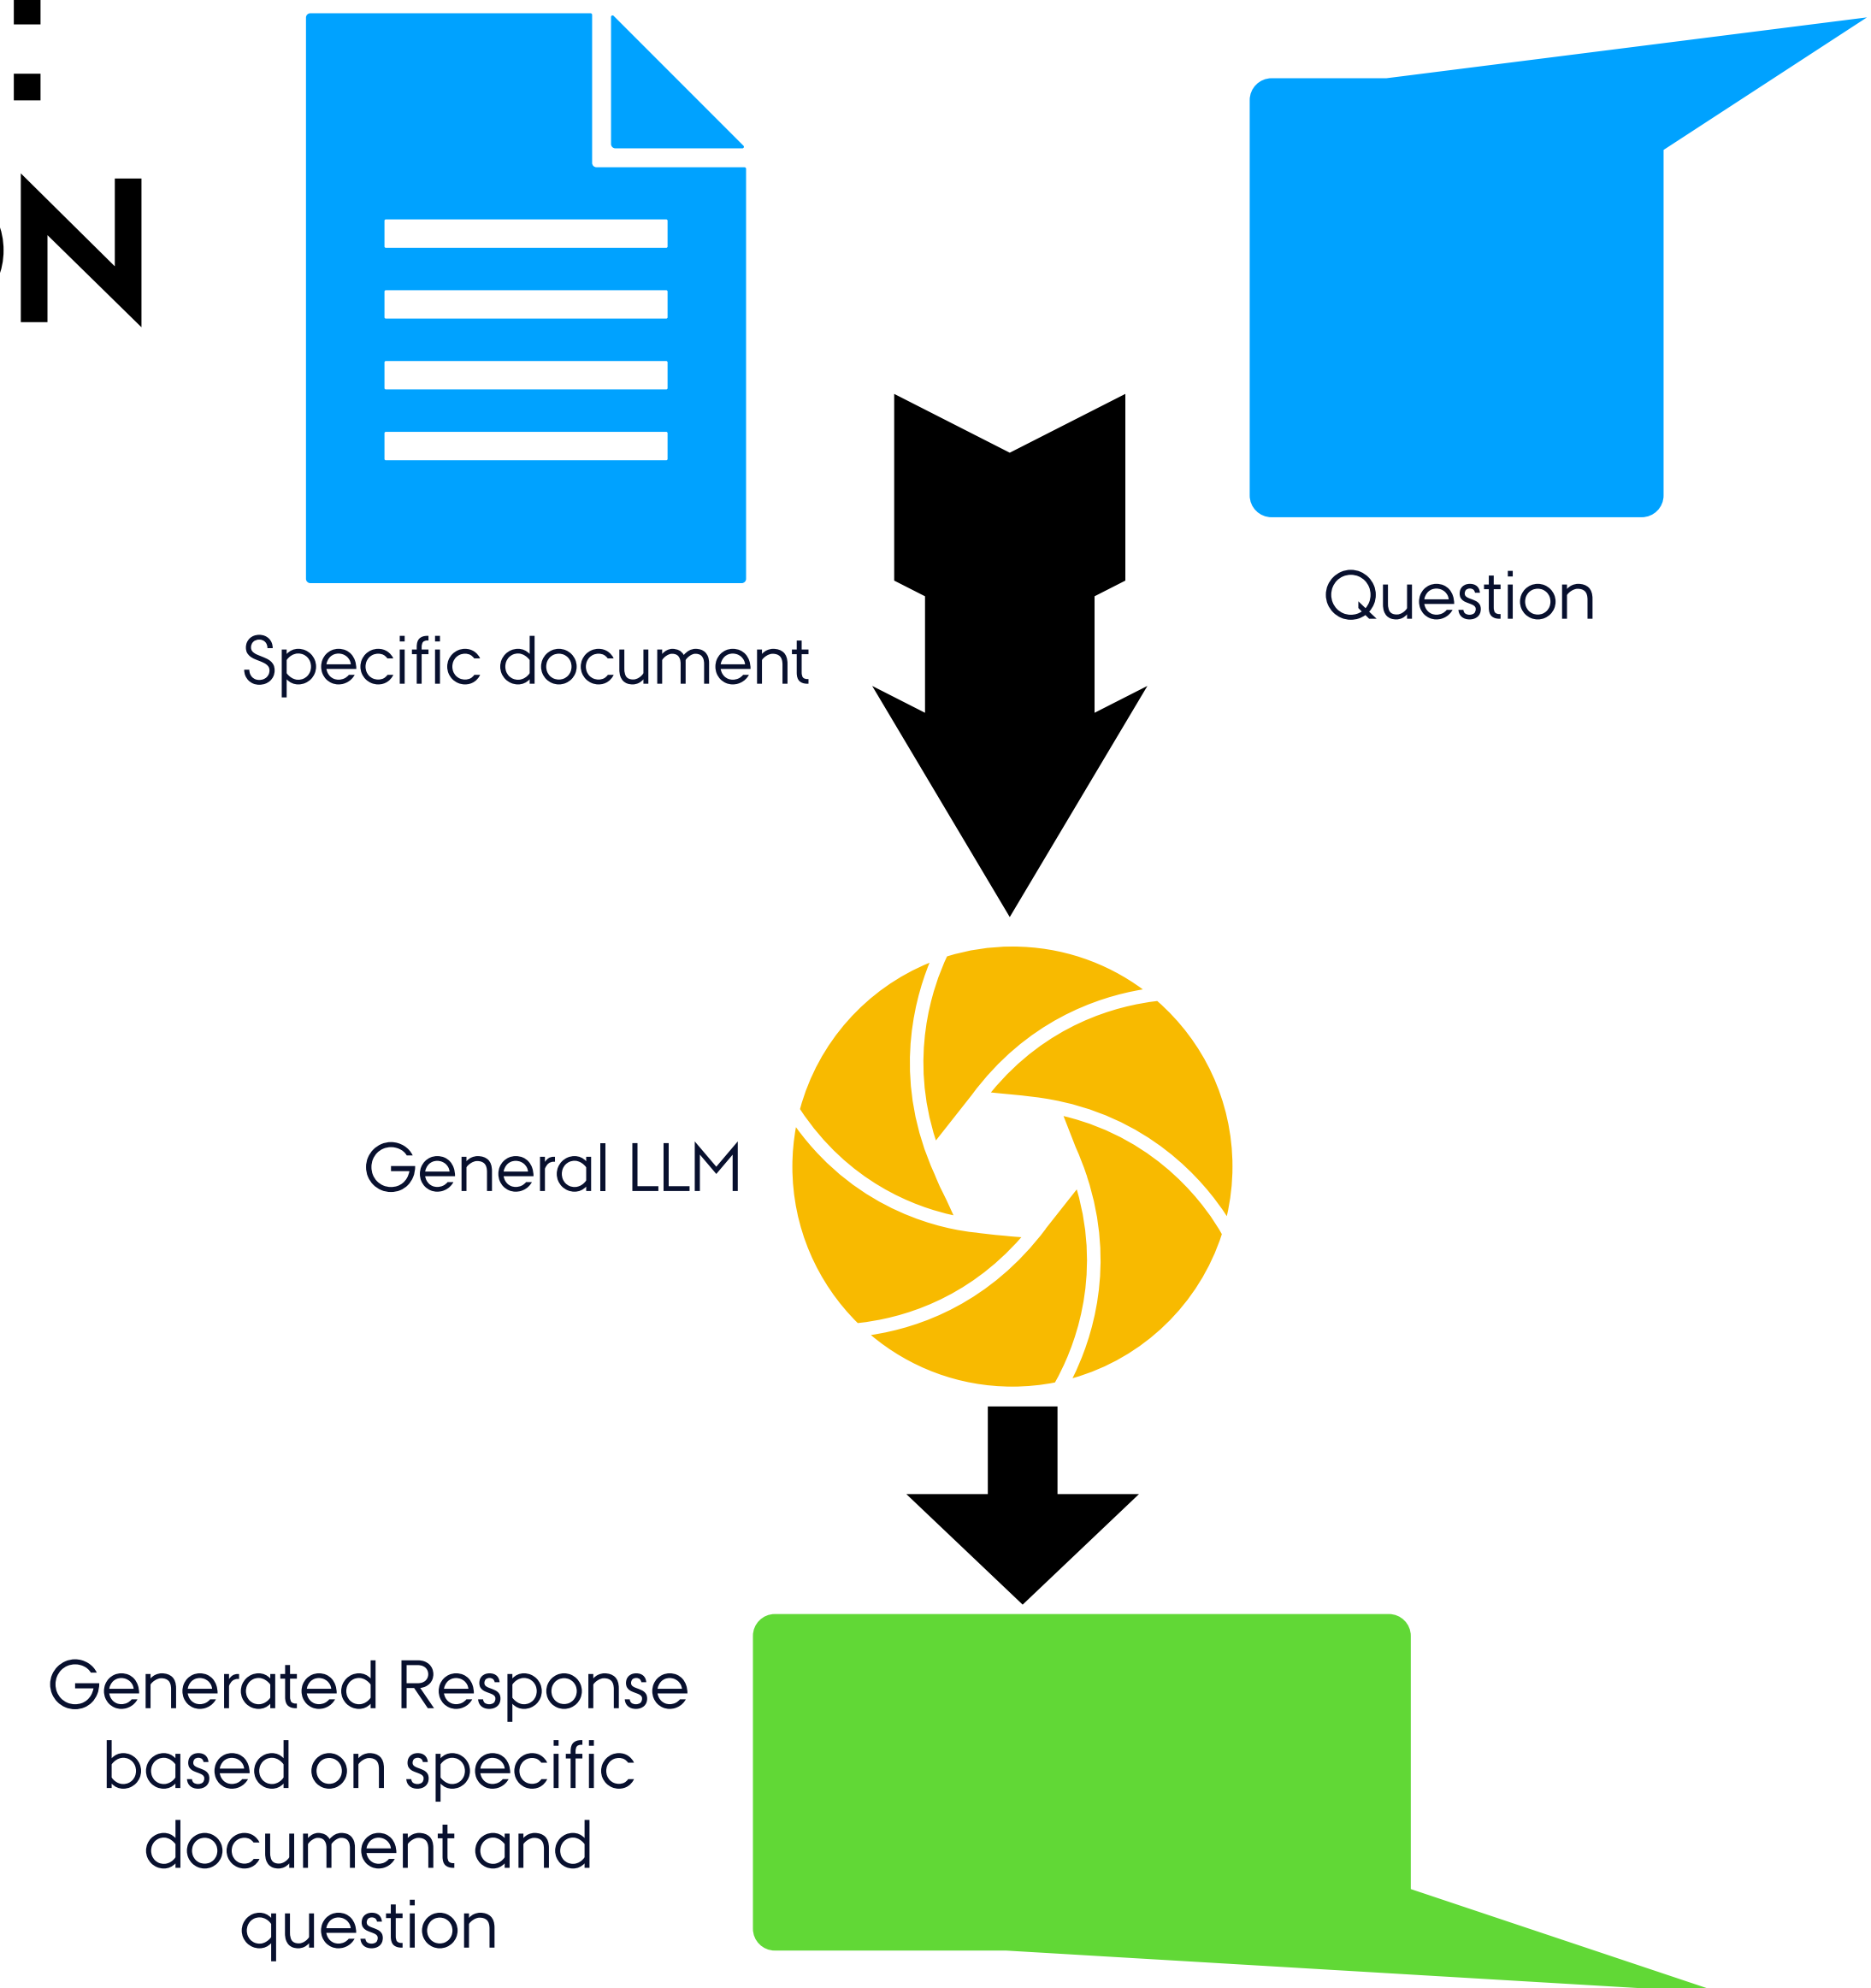 :
N
Specific document
Question
General LLM
Generated Response
based on specific
document and
question